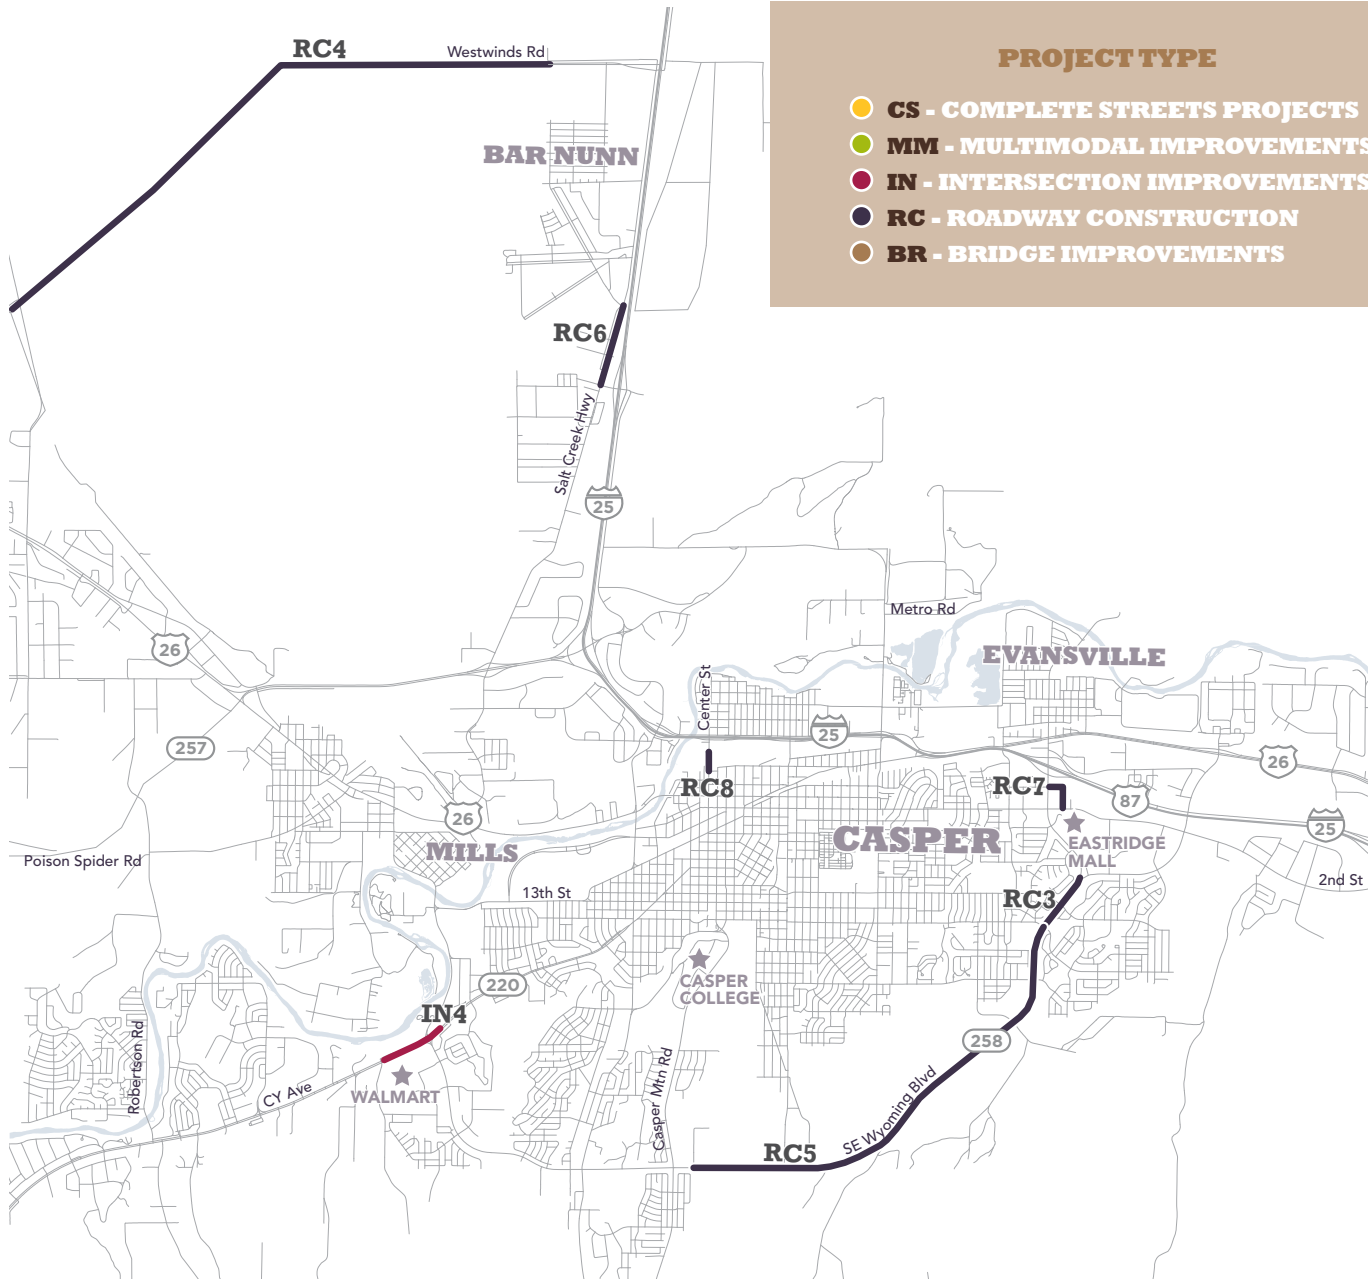 RC4
Westwinds Rd
PROJECT TYPE
CS - COMPLETE STREETS PROJECTS
MM - MULTIMODAL IMPROVEMENTS
IN - INTERSECTION IMPROVEMENTS
RC - ROADWAY CONSTRUCTION
BR - BRIDGE IMPROVEMENTS
BAR NUNN
RC6
Salt Creek Hwy
25
Metro Rd
26
EVANSVILLE
Center St
257
25
26
RC8
RC7
87
26
25
CASPER
EASTRIDGE
MALL
MILLS
Poison Spider Rd
13th St
2nd St
RC3
CASPER
COLLEGE
220
IN4
258
Robertson Rd
CY Ave
WALMART
Casper Mtn Rd
SE Wyoming Blvd
RC5